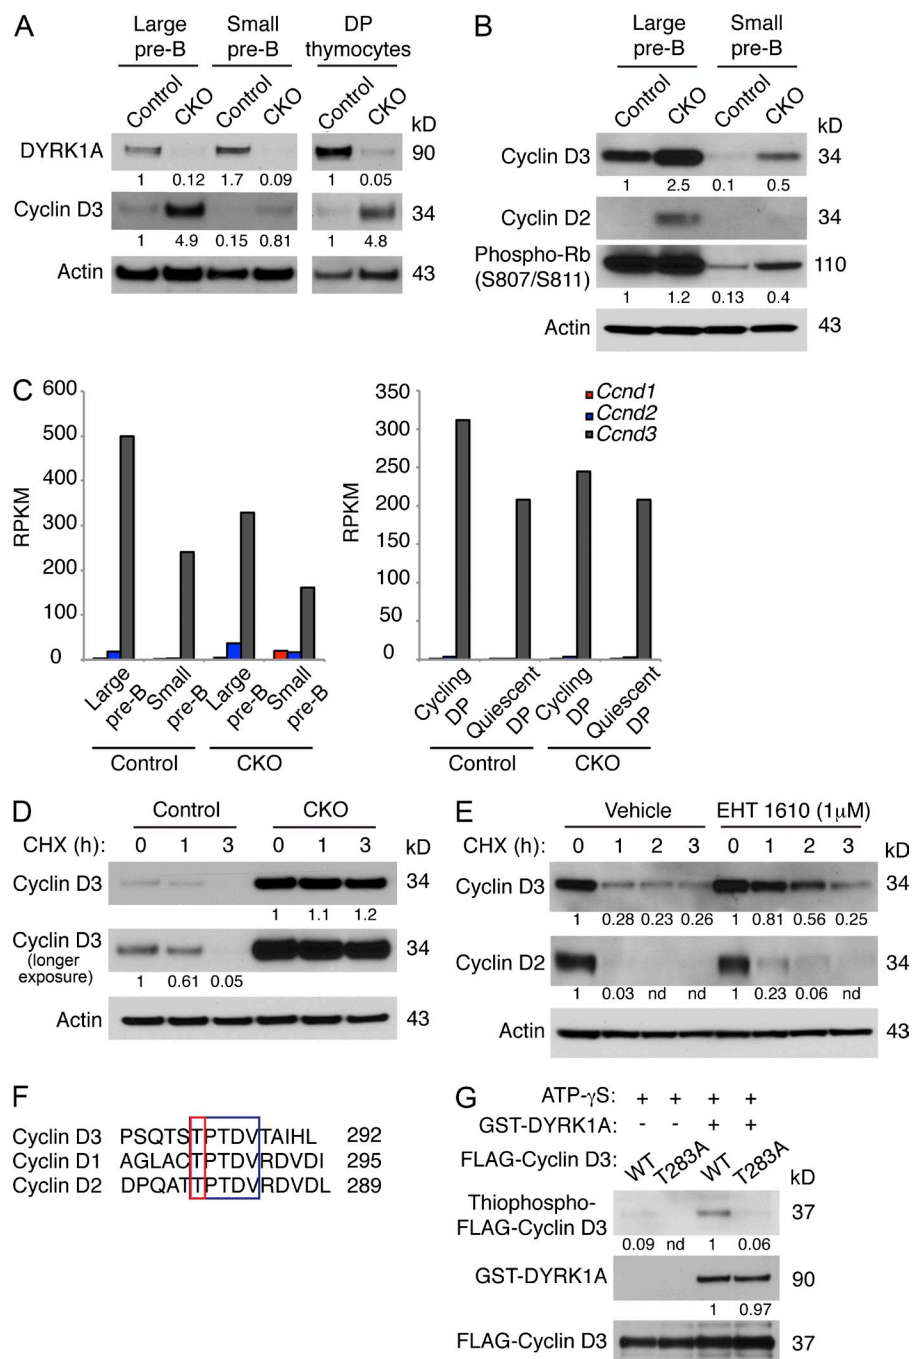 A
Large pre-B
Small pre-B
DP thymocytes
Control CKO Control CKO Control CKO kD
DYRK1A 90
1 0.12 1.7 0.09 1 0.05
Cyclin D3 34
1 4.9 0.15 0.81 1 4.8
Actin 43
B
Large pre-B
Small pre-B
Control CKO Control CKO kD
Cyclin D3 34
1 2.5 0.1 0.5
Cyclin D2 34
Phospho-Rb
(S807/S811) 110
1 1.2 0.13 0.4
Actin 43
C
600
500
400
300
200
100
0
RPKM
Large pre-B
Small pre-B
Large pre-B
Small pre-B
Control CKO
350
300
250
200
150
100
50
0
RPKM
Ccnd1
Ccnd2
Ccnd3
Cycling DP
Quiescent DP
Cycling DP
Quiescent DP
Control CKO
D
Control CKO
CHX (h): 0 1 3 0 1 3 kD
Cyclin D3 34
1 1.1 1.2
Cyclin D3
(longer
exposure)
34
1 0.61 0.05
Actin 43
E
Vehicle EHT 1610 (1μM)
CHX (h): 0 1 2 3 0 1 2 3 kD
Cyclin D3 34
1 0.28 0.23 0.26 1 0.81 0.56 0.25
Cyclin D2 34
1 0.03 nd nd 1 0.23 0.06 nd
Actin 43
F
Cyclin D3 PSQTSTPTDVTAIHL 292
Cyclin D1 AGLACTPTDVRDVDI 295
Cyclin D2 DPQATTPTDVRDVDL 289
G
ATP-γS: + + + +
GST-DYRK1A: - - + +
FLAG-Cyclin D3: WT T283A WT T283A kD
Thiophospho-
FLAG-Cyclin D3 37
0.09 nd 1 0.06
GST-DYRK1A 90
1 0.97
FLAG-Cyclin D3 37